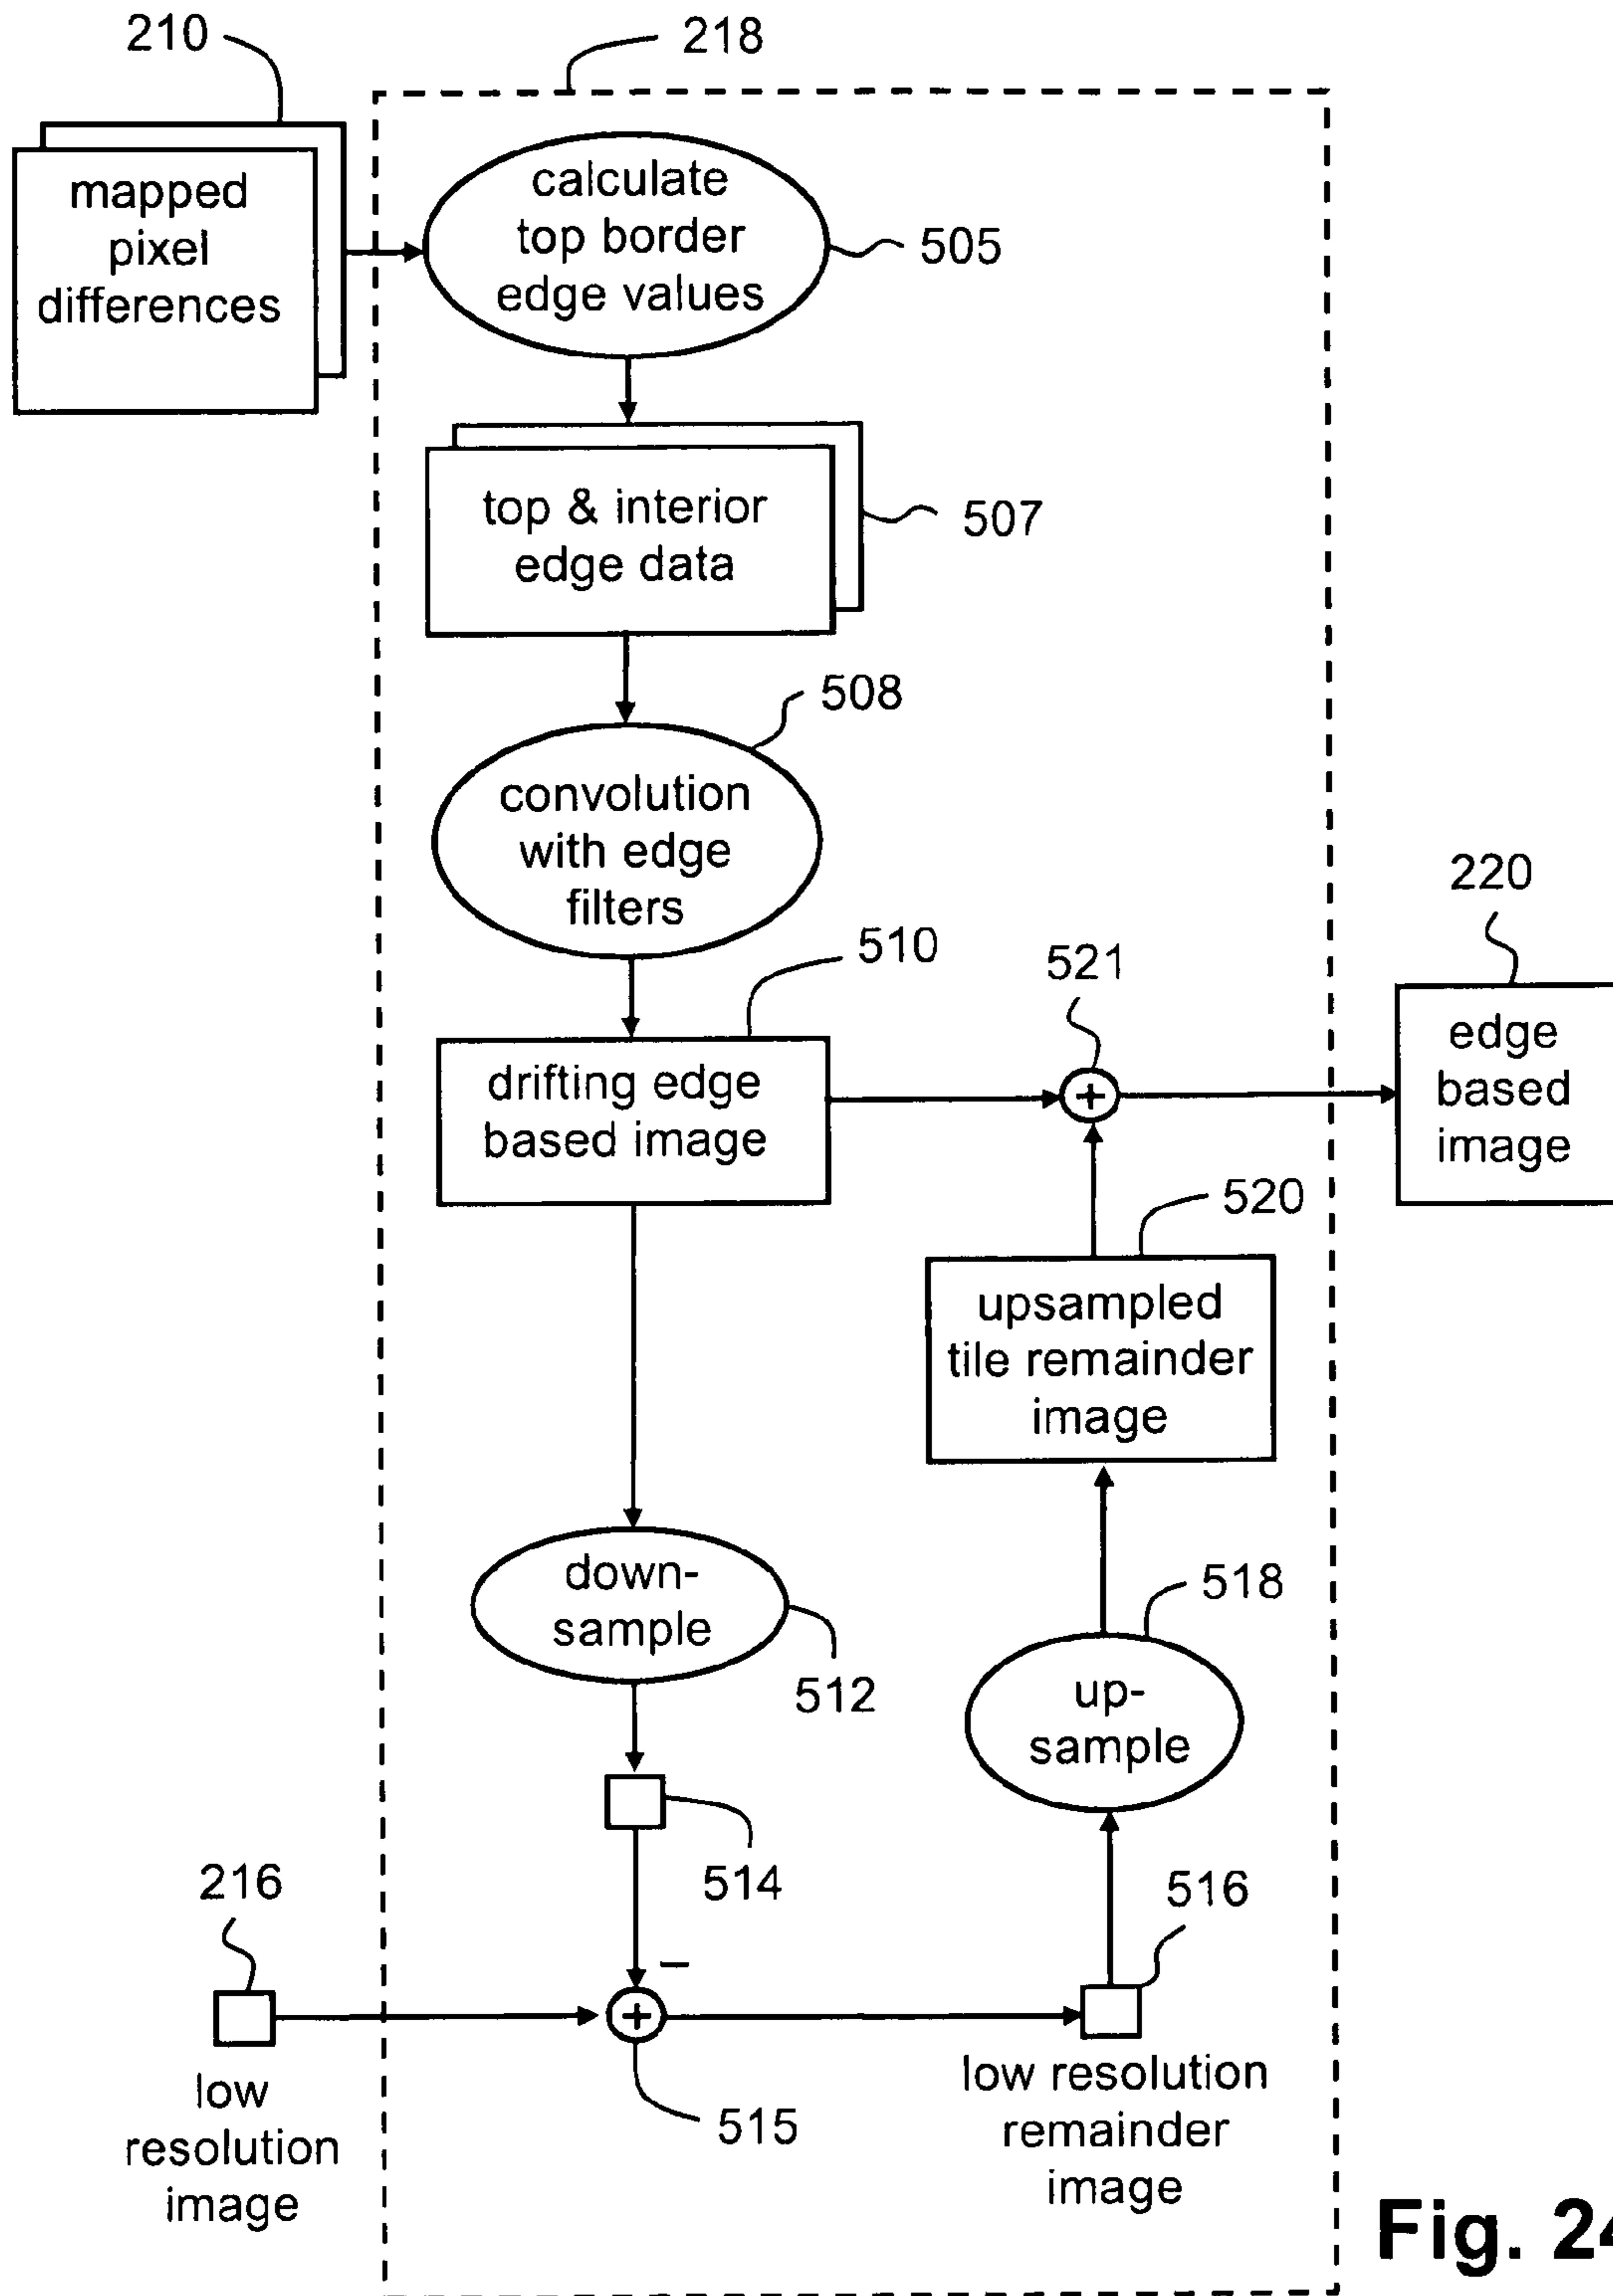 210
218
mapped
pixel
differences
calculate
top border
edge values
505
top & interior
edge data
507
508
convolution
with edge
filters
510
drifting edge
based image
521
+
220
edge
based
image
520
upsampled
tile remainder
image
down-
sample
512
518
up-
sample
514
216
516
–
+
low
resolution
image
515
low resolution
remainder
image
Fig. 24